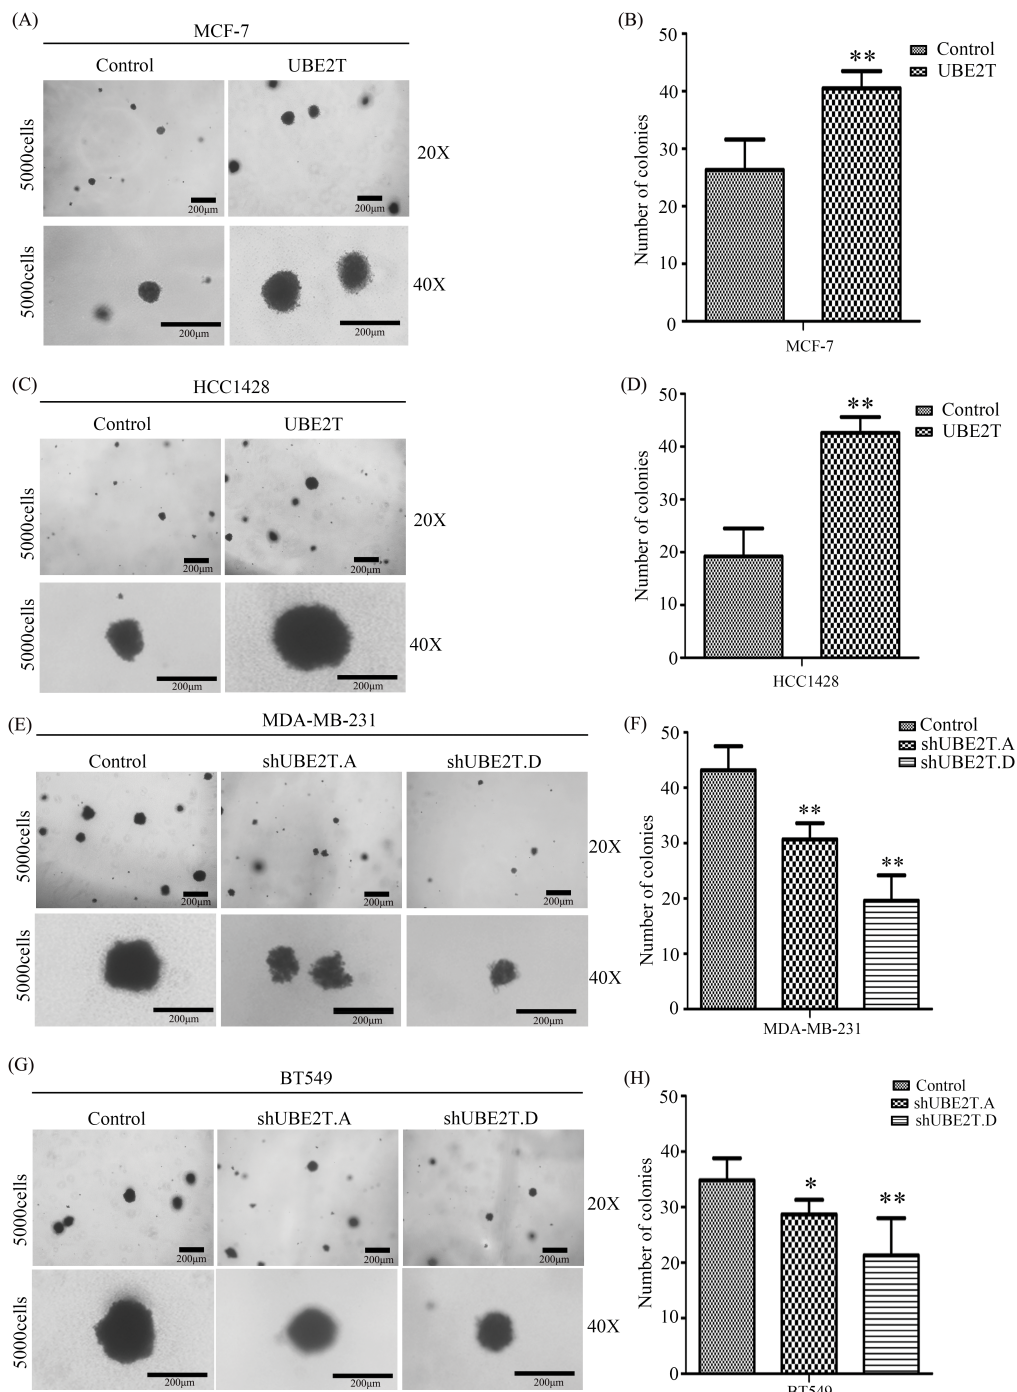 (A)
MCF-7
Control UBE2T
5000cells
20X
200μm 200μm
5000cells
40X
200μm 200μm
(B)
50
40
30
20
10
0
Number of colonies
**
Control
UBE2T
MCF-7
(C)
HCC1428
Control UBE2T
5000cells
20X
200μm 200μm
5000cells
40X
200μm 200μm
(D)
50
40
30
20
10
0
Number of colonies
**
Control
UBE2T
HCC1428
(E)
MDA-MB-231
Control shUBE2T.A shUBE2T.D
5000cells
20X
200μm 200μm 200μm
5000cells
40X
200μm 200μm 200μm
(F)
50
40
30
20
10
0
Number of colonies
**
**
Control
shUBE2T.A
shUBE2T.D
MDA-MB-231
(G)
BT549
Control shUBE2T.A shUBE2T.D
5000cells
20X
200μm 200μm 200μm
5000cells
40X
200μm 200μm 200μm
(H)
50
40
30
20
10
0
Number of colonies
*
**
Control
shUBE2T.A
shUBE2T.D
BT549